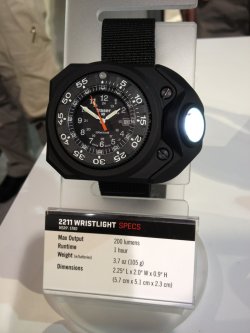 2211 WRISTLIGHT SPECS
Max Output 200 lumens
Runtime 1 hour
Weight (w/batteries) 3.7 oz (105 g)
Dimensions 2.25" L x 2.0" W x 0.9" H
(5.7 cm x 5.1 cm x 2.3 cm)